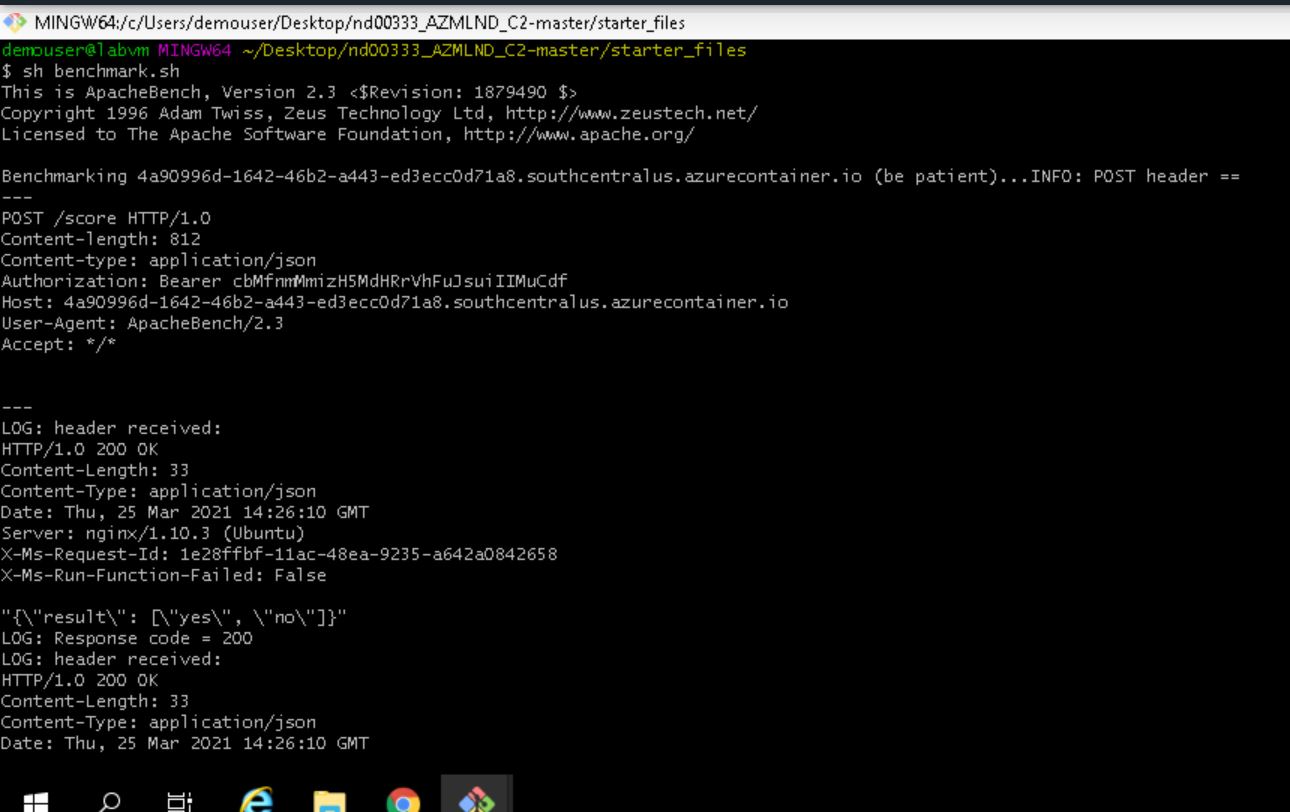 MINGW64:/c/Users/demouser/Desktop/nd00333_AZMLND_C2-master/starter_files
demouser@labvm MINGW64 ~/Desktop/nd00333_AZMLND_C2-master/starter_files
$ sh benchmark.sh
This is ApacheBench, Version 2.3 <$Revision: 1879490 $>
Copyright 1996 Adam Twiss, Zeus Technology Ltd, http://www.zeustech.net/
Licensed to The Apache Software Foundation, http://www.apache.org/
Benchmarking 4a90996d-1642-46b2-a443-ed3ecc0d71a8.southcentralus.azurecontainer.io (be patient)...INFO: POST header ==
---
POST /score HTTP/1.0
Content-length: 812
Content-type: application/json
Authorization: Bearer cbMfnmMmizH5MdHRrVhFuJsuiIIMuCdf
Host: 4a90996d-1642-46b2-a443-ed3ecc0d71a8.southcentralus.azurecontainer.io
User-Agent: ApacheBench/2.3
Accept: */*
---
LOG: header received:
HTTP/1.0 200 OK
Content-Length: 33
Content-Type: application/json
Date: Thu, 25 Mar 2021 14:26:10 GMT
Server: nginx/1.10.3 (Ubuntu)
X-Ms-Request-Id: 1e28ffbf-11ac-48ea-9235-a642a0842658
X-Ms-Run-Function-Failed: False
"{\"result\": [\"yes\", \"no\"]}"
LOG: Response code = 200
LOG: header received:
HTTP/1.0 200 OK
Content-Length: 33
Content-Type: application/json
Date: Thu, 25 Mar 2021 14:26:10 GMT